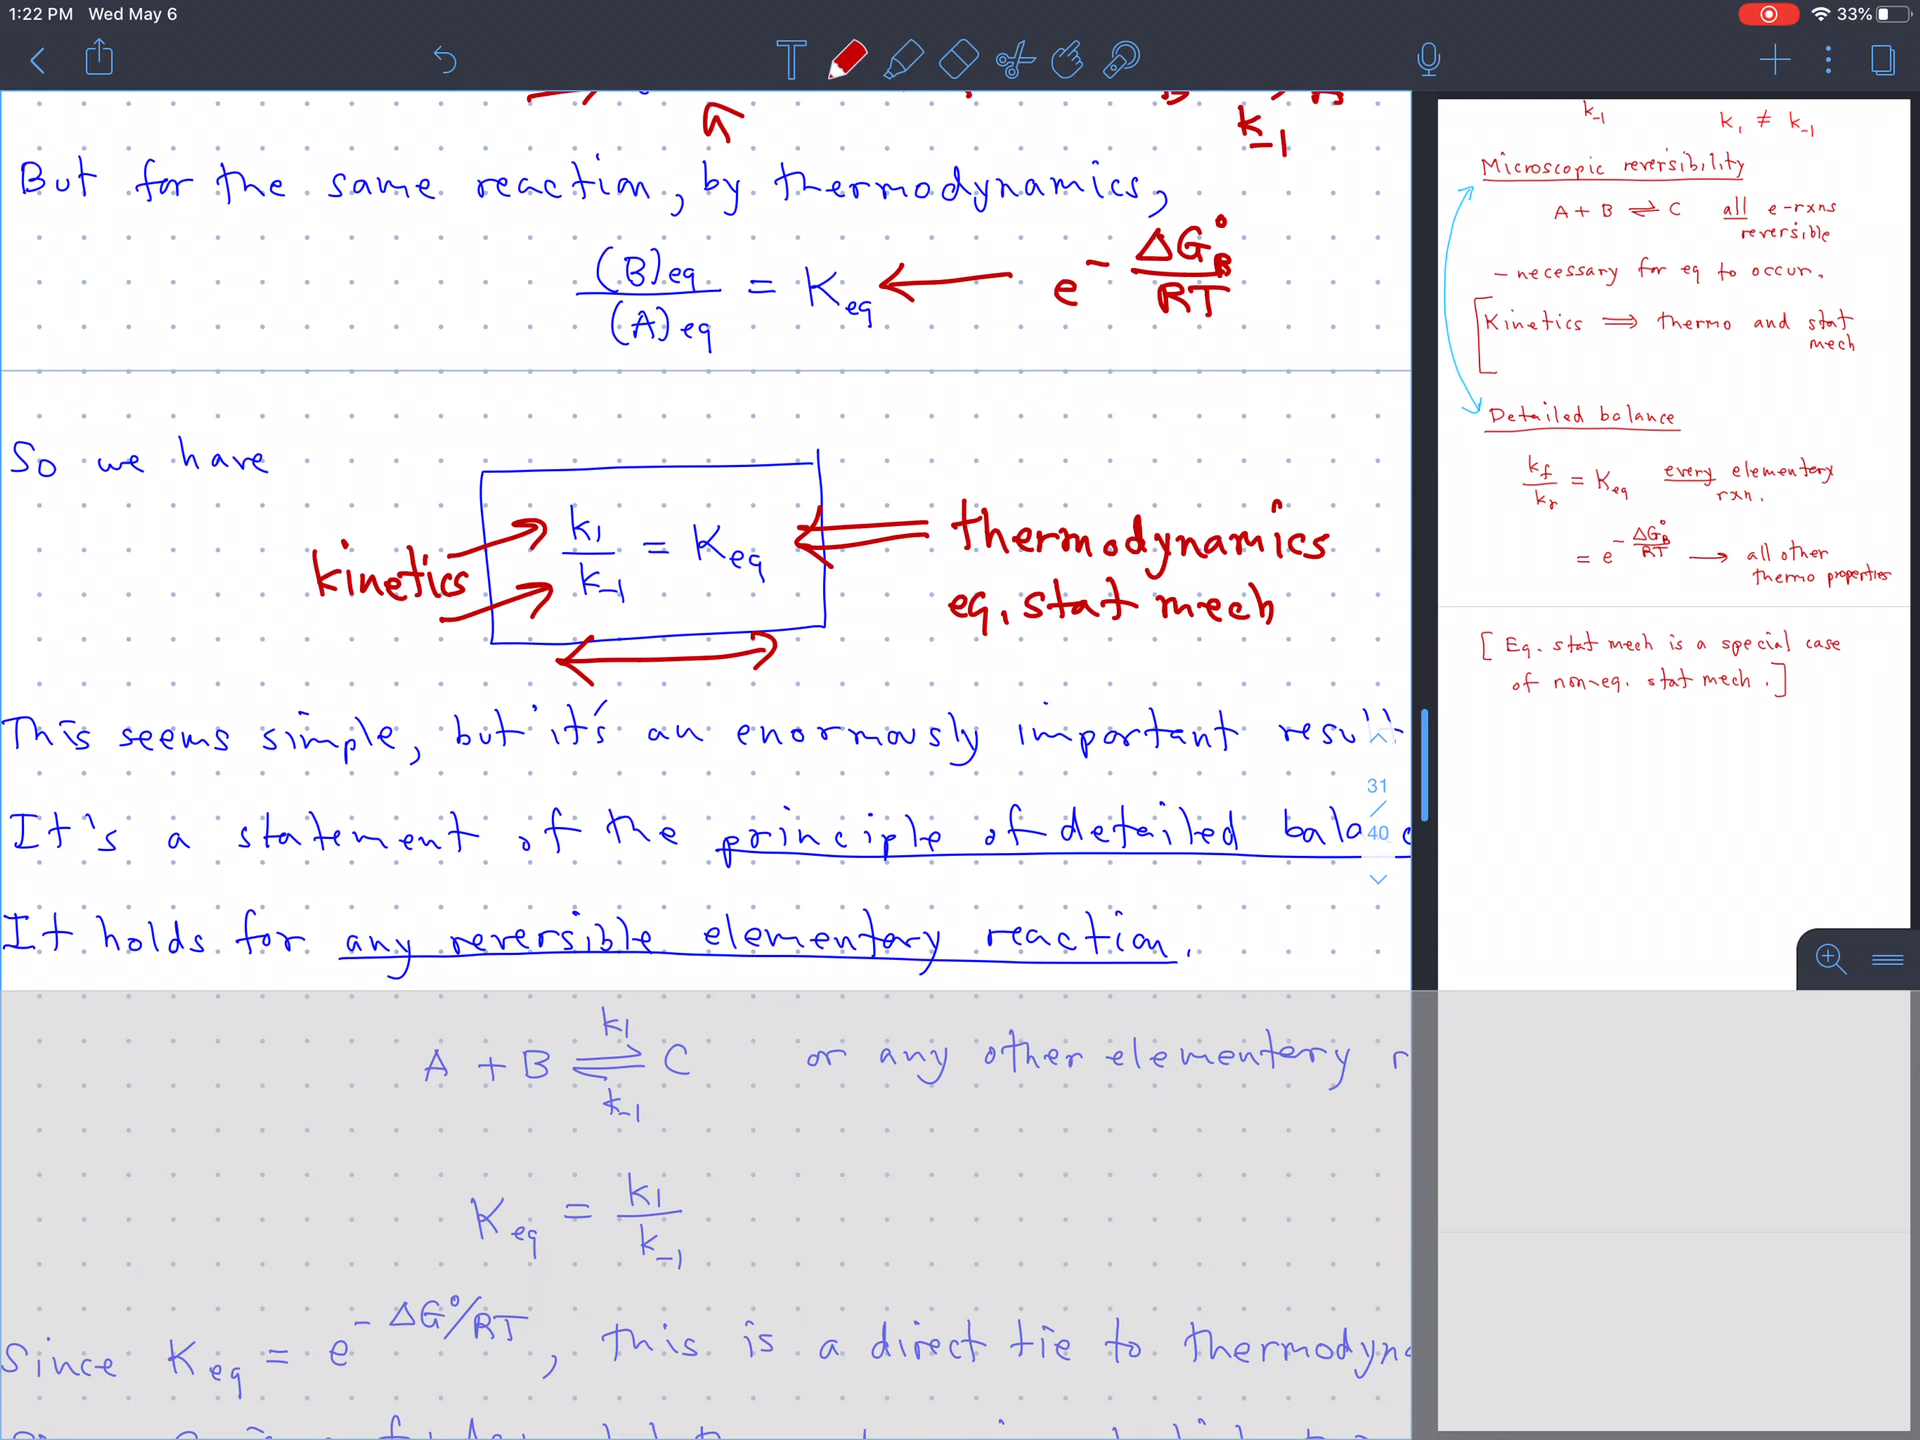 1:22 PM Wed May 6
33%
k-1
But for the same reaction, by thermodynamics,
(B)eq / (A)eq = Keq ← e^-ΔG°B/RT
So we have
kinetics
k1/k-1 = Keq
thermodynamics
eq. stat mech
This seems simple, but it's an enormously important result
It's a statement of the principle of detailed bala
It holds for any reversible elementary reaction.
31
/
40
A + B ⇌ C or any other elementery r
k1
k-1
Keq = k1/k-1
Since Keq = e^-ΔG°/RT, this is a direct tie to thermodyna
k-1 k1 ≠ k-1
Microscopic reversibility
A + B ⇌ C all e-rxns
reversible
- necessary for eq to occur.
[Kinetics ⟹ thermo and stat
mech
Detailed balance
kf/kr = Keq every elementery
rxn.
= e^-ΔG°B/RT → all other
thermo properties
[ Eq. stat mech is a special case
of non-eq. stat mech. ]